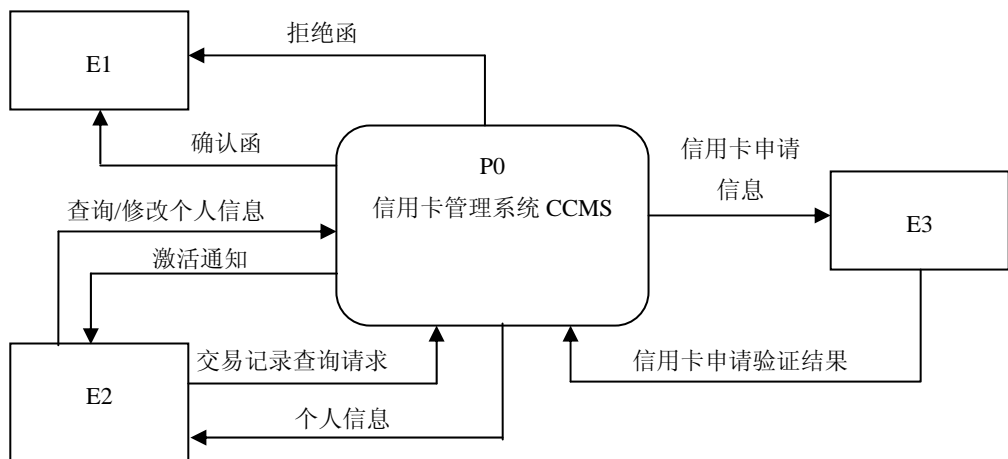 拒绝函
E1
确认函
P0
信用卡管理系统 CCMS
信用卡申请
信息
E3
查询/修改个人信息
激活通知
交易记录查询请求
信用卡申请验证结果
E2
个人信息